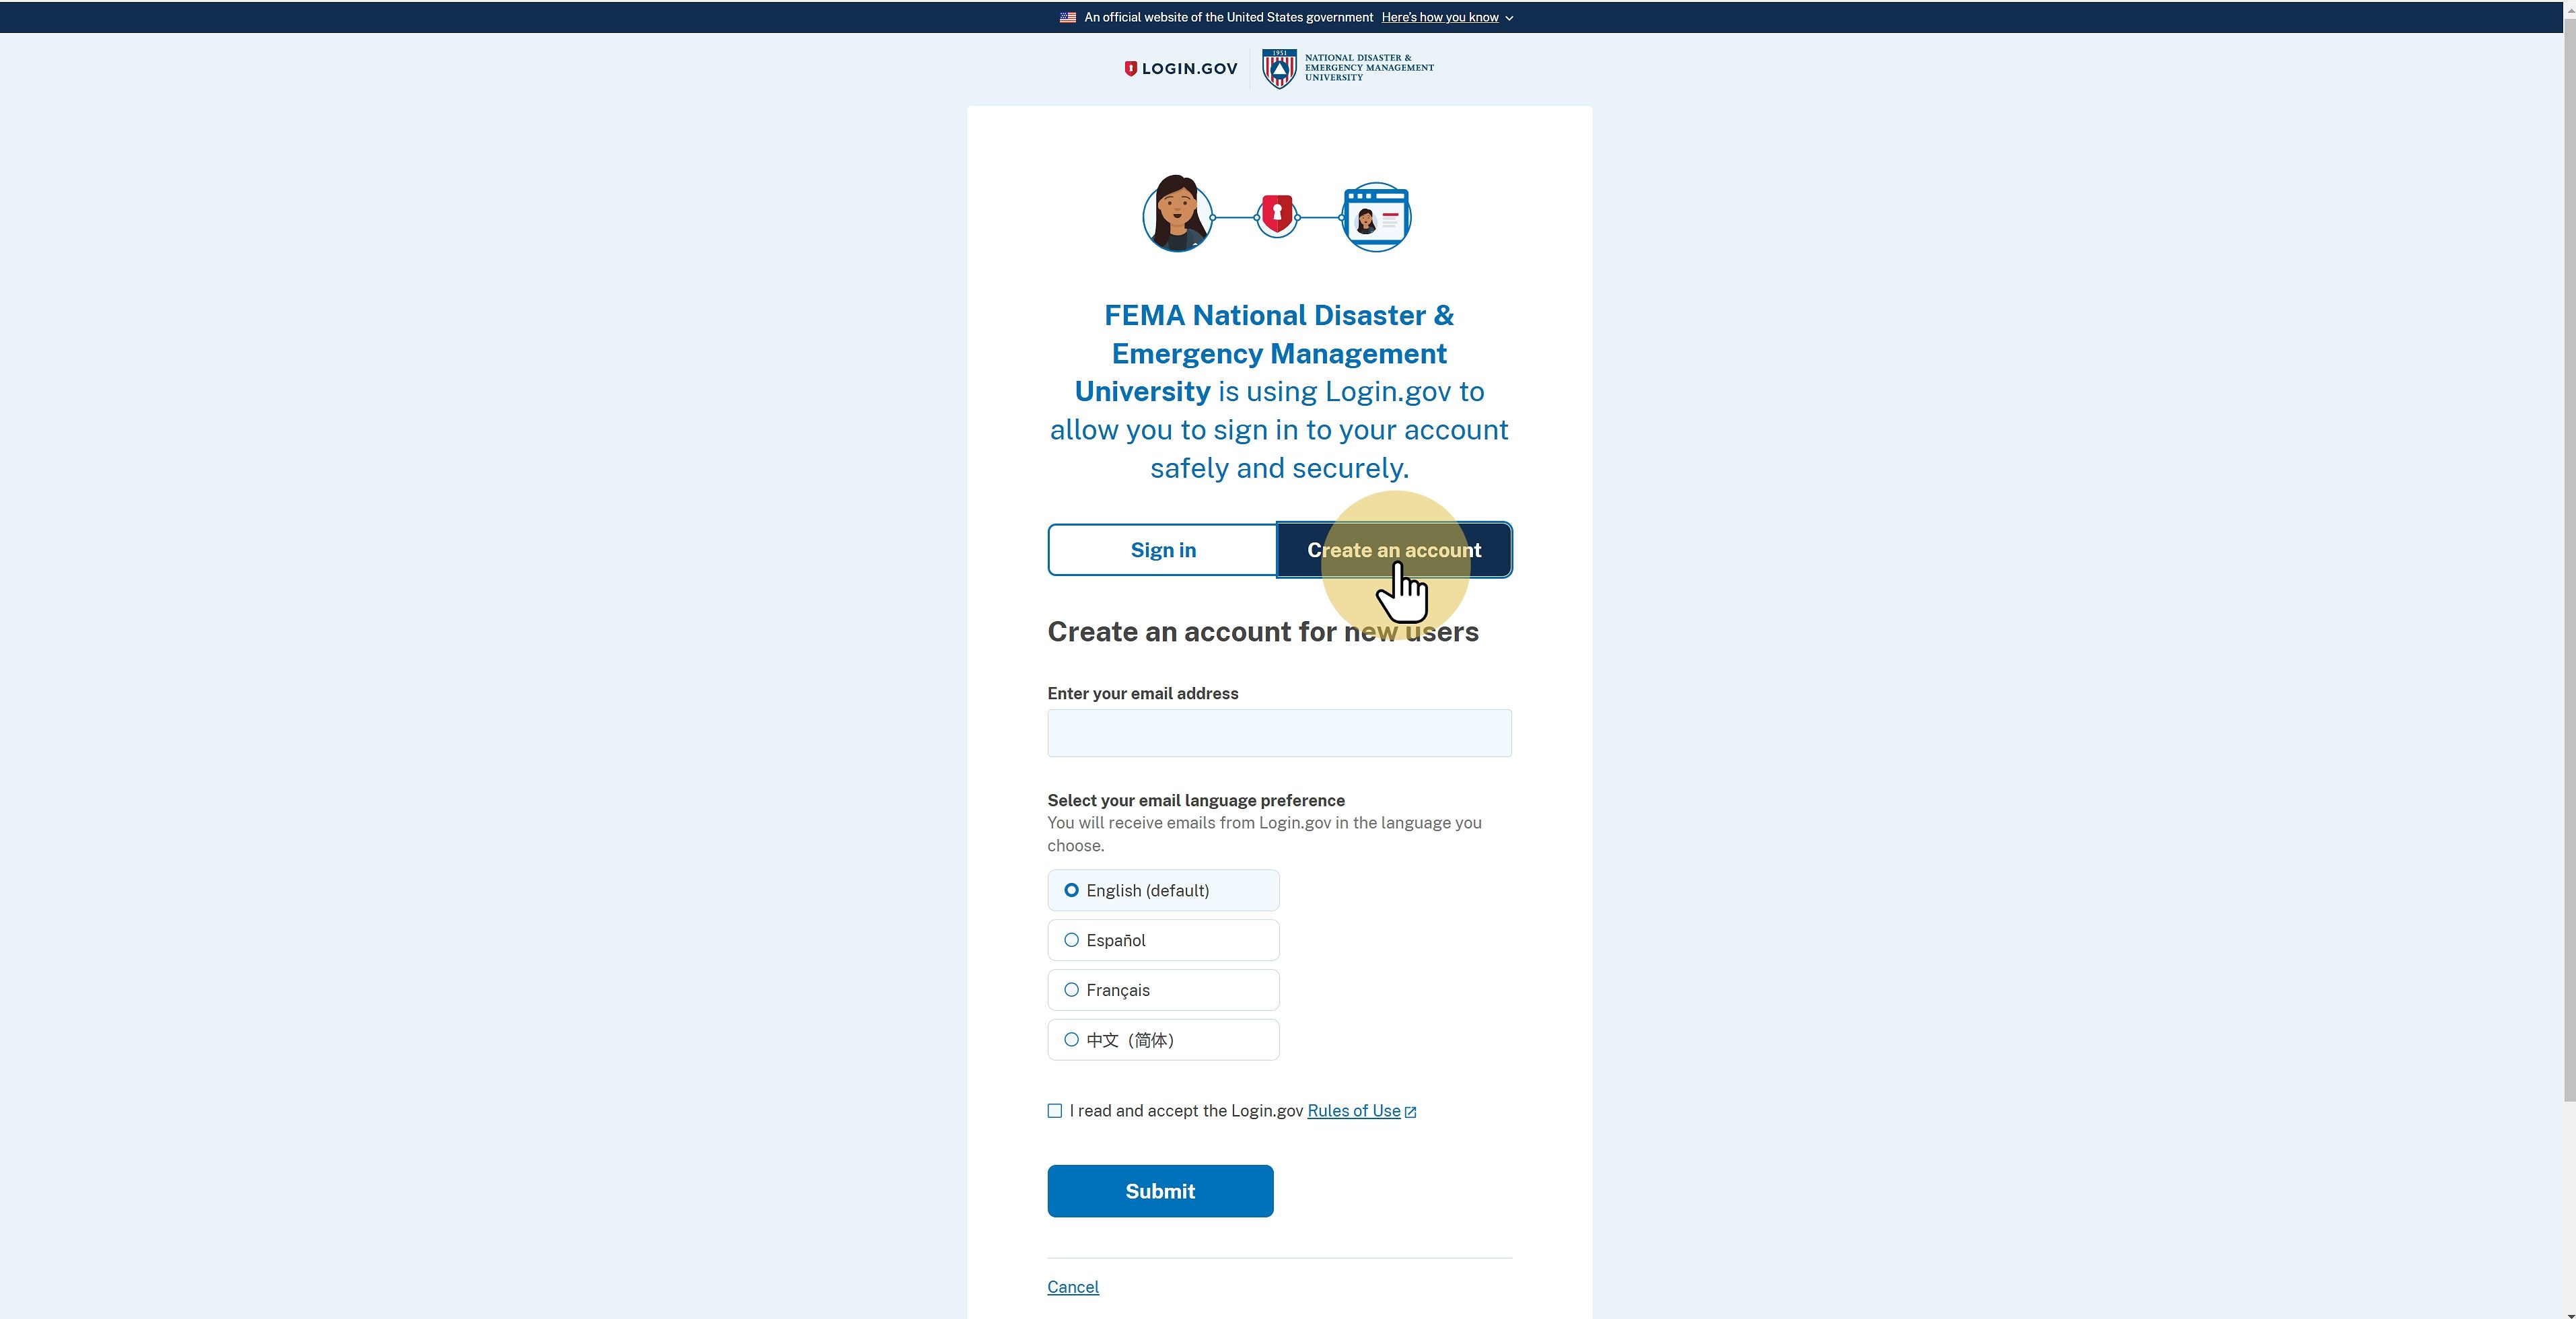 An official website of the United States government Here's how you know
LOGIN.GOV
1951
NATIONAL DISASTER &
EMERGENCY MANAGEMENT
UNIVERSITY
FEMA National Disaster &
Emergency Management
University is using Login.gov to
allow you to sign in to your account
safely and securely.
Sign in
Create an account
Create an account for new users
Enter your email address
Select your email language preference
You will receive emails from Login.gov in the language you
choose.
English (default)
Español
Français
中文 (简体)
I read and accept the Login.gov Rules of Use
Submit
Cancel